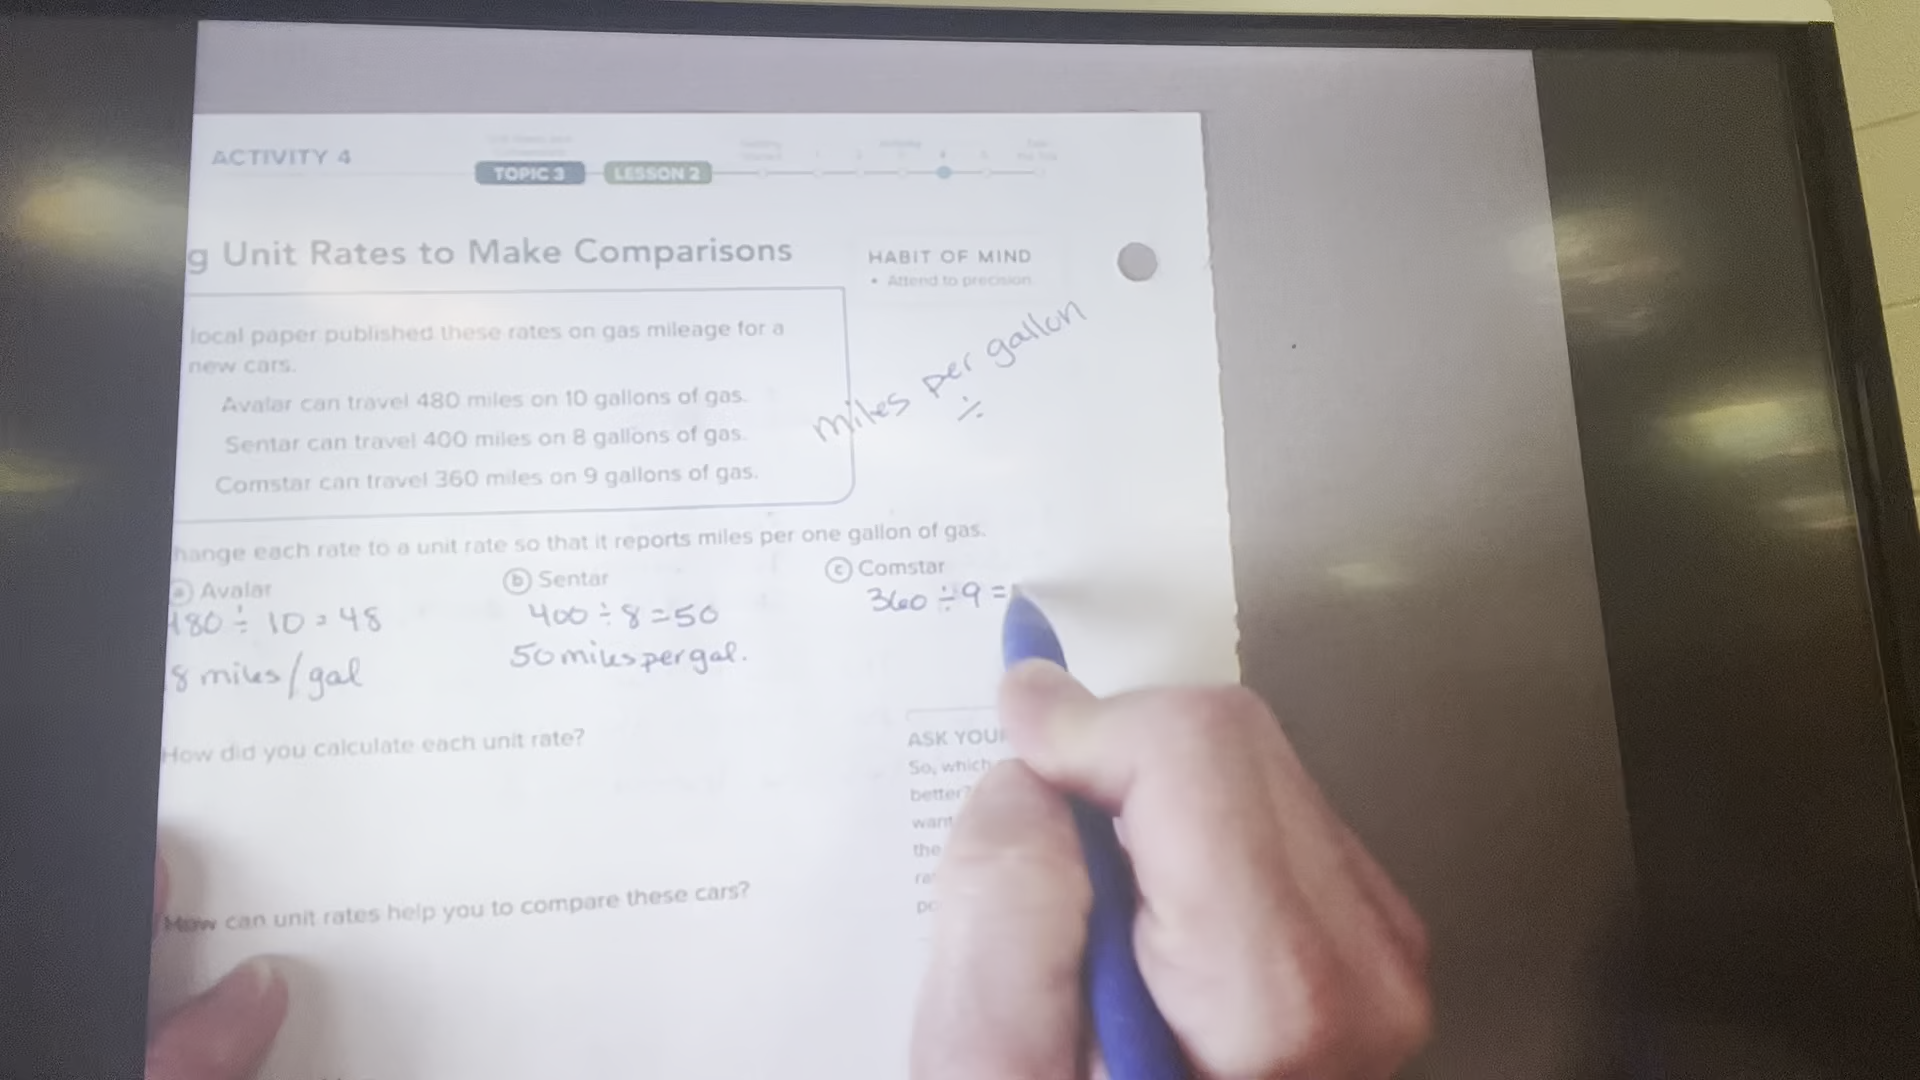 ACTIVITY 4
TOPIC 3
LESSON 2
g Unit Rates to Make Comparisons
HABIT OF MIND
• Attend to precision
local paper published these rates on gas mileage for a
new cars.
Avalar can travel 480 miles on 10 gallons of gas.
Sentar can travel 400 miles on 8 gallons of gas.
Comstar can travel 360 miles on 9 gallons of gas.
miles per gallon
÷
hange each rate to a unit rate so that it reports miles per one gallon of gas.
a Avalar
480 ÷ 10 = 48
8 miles/gal
b Sentar
400 ÷ 8 = 50
50 miles per gal.
c Comstar
360 ÷ 9 =
How did you calculate each unit rate?
How can unit rates help you to compare these cars?
ASK YOUR
So, which
better?
want
the